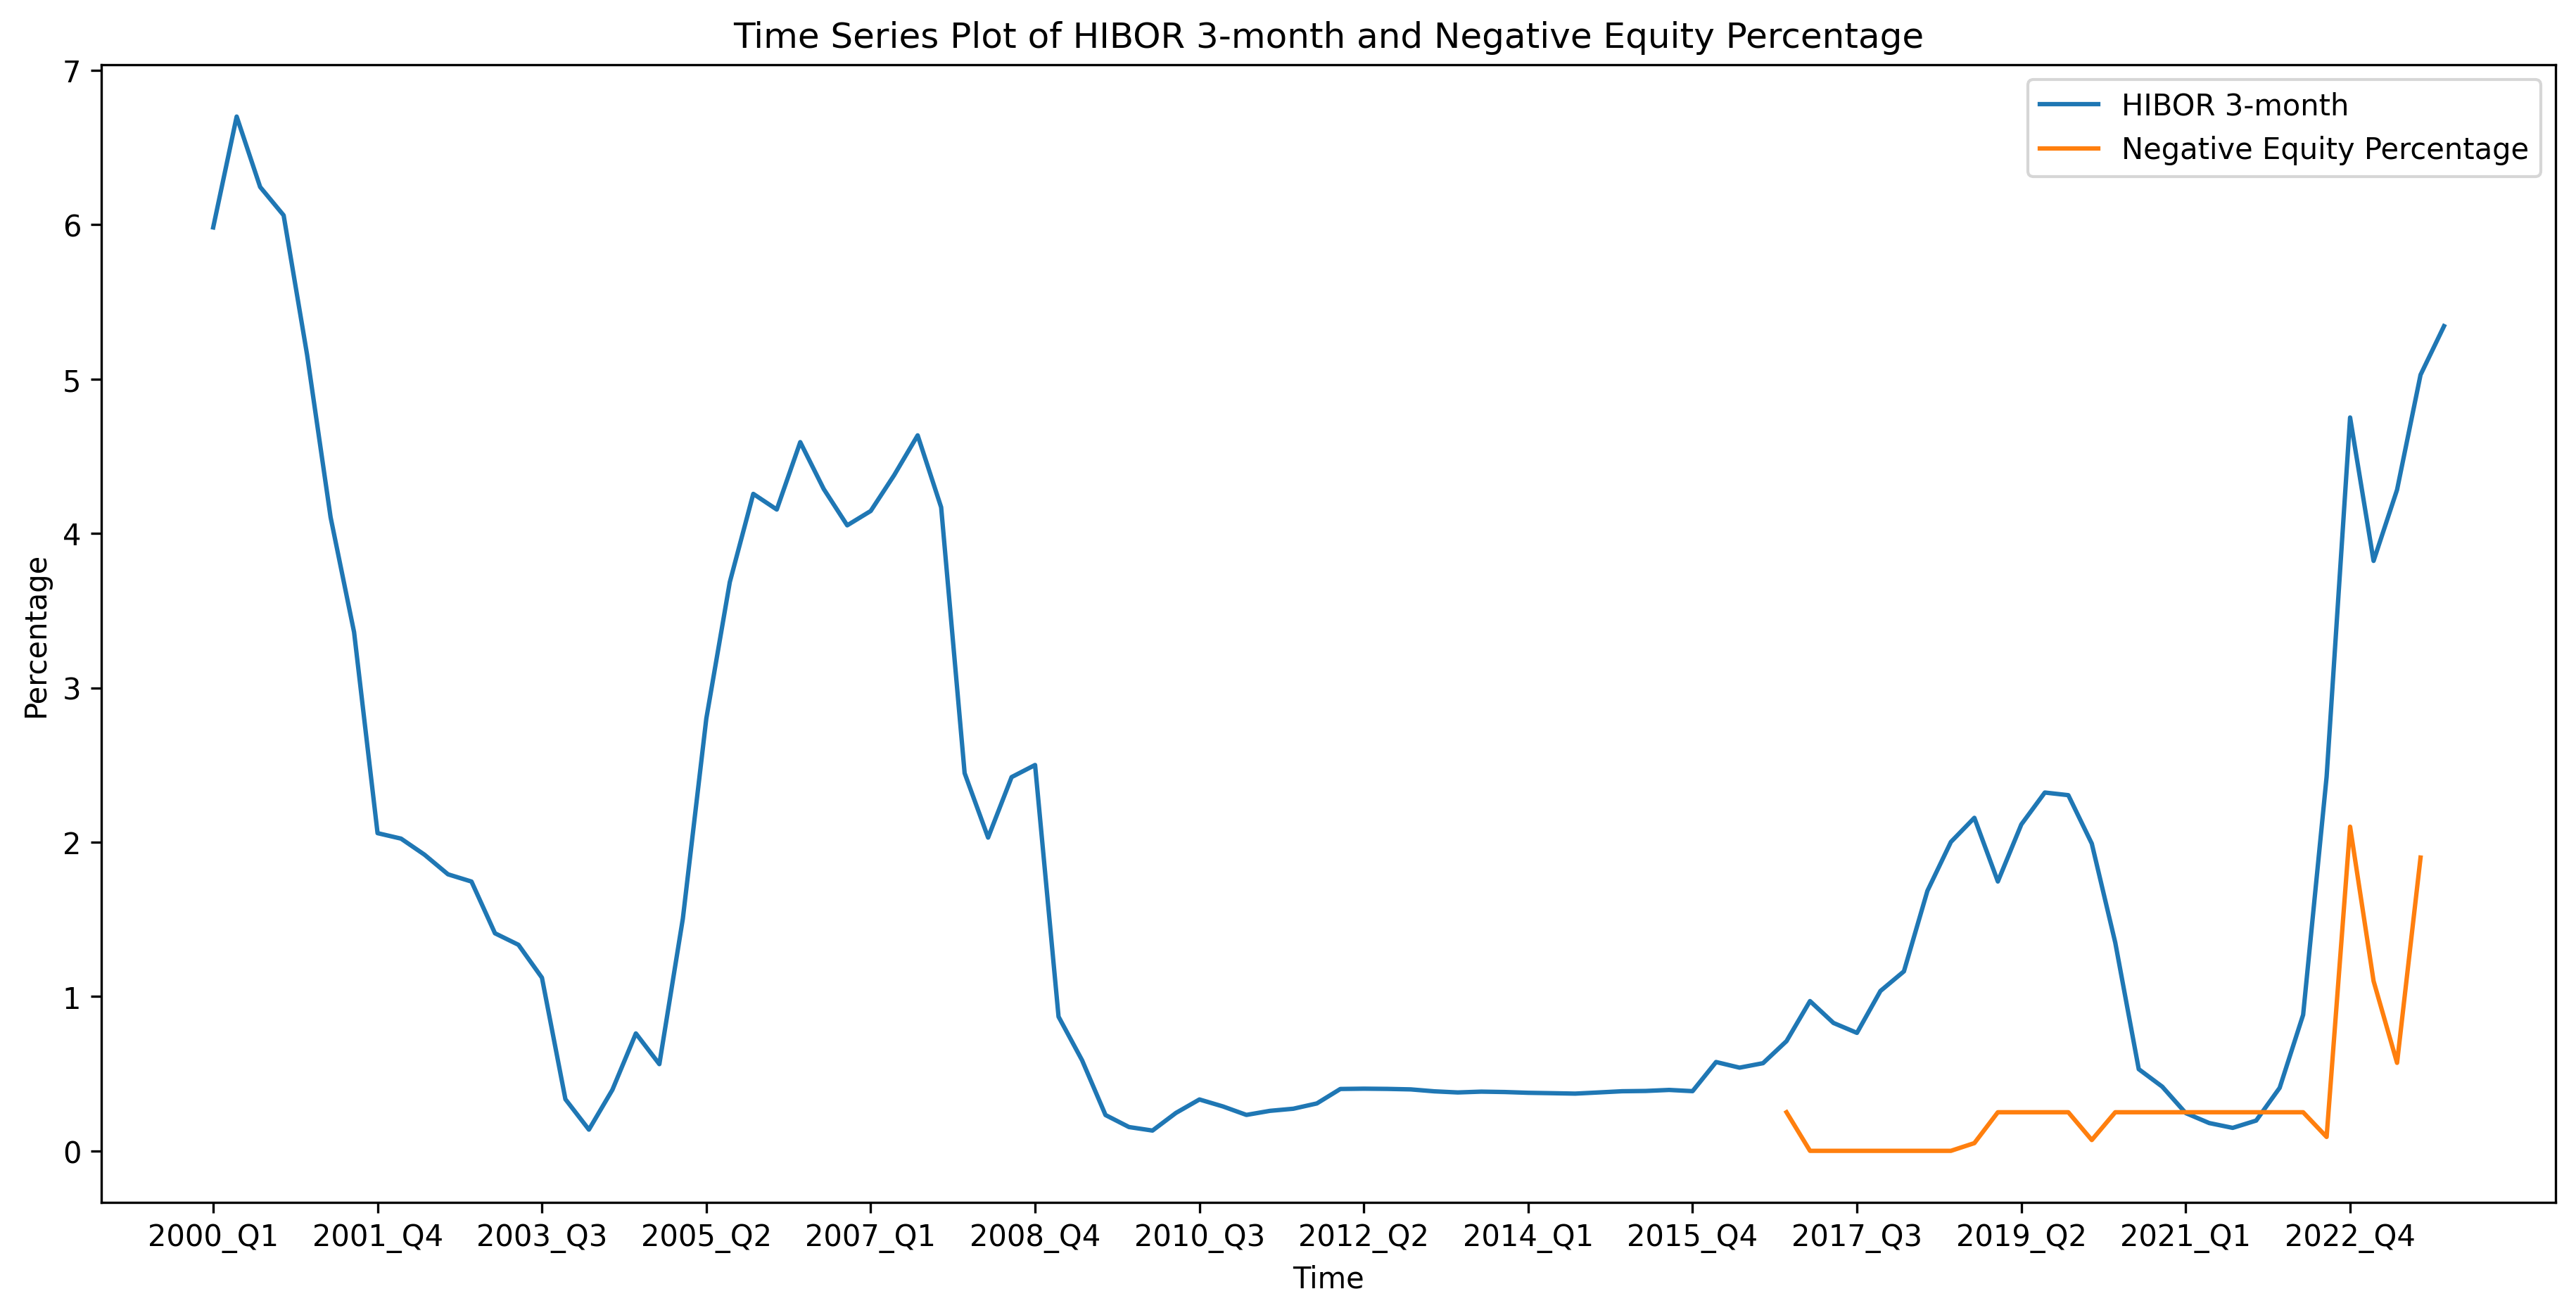 Time Series Plot of HIBOR 3-month and Negative Equity Percentage
HIBOR 3-month
Negative Equity Percentage
7
6
5
4
3
2
1
0
Percentage
2000_Q1 2001_Q4 2003_Q3 2005_Q2 2007_Q1 2008_Q4 2010_Q3 2012_Q2 2014_Q1 2015_Q4 2017_Q3 2019_Q2 2021_Q1 2022_Q4
Time